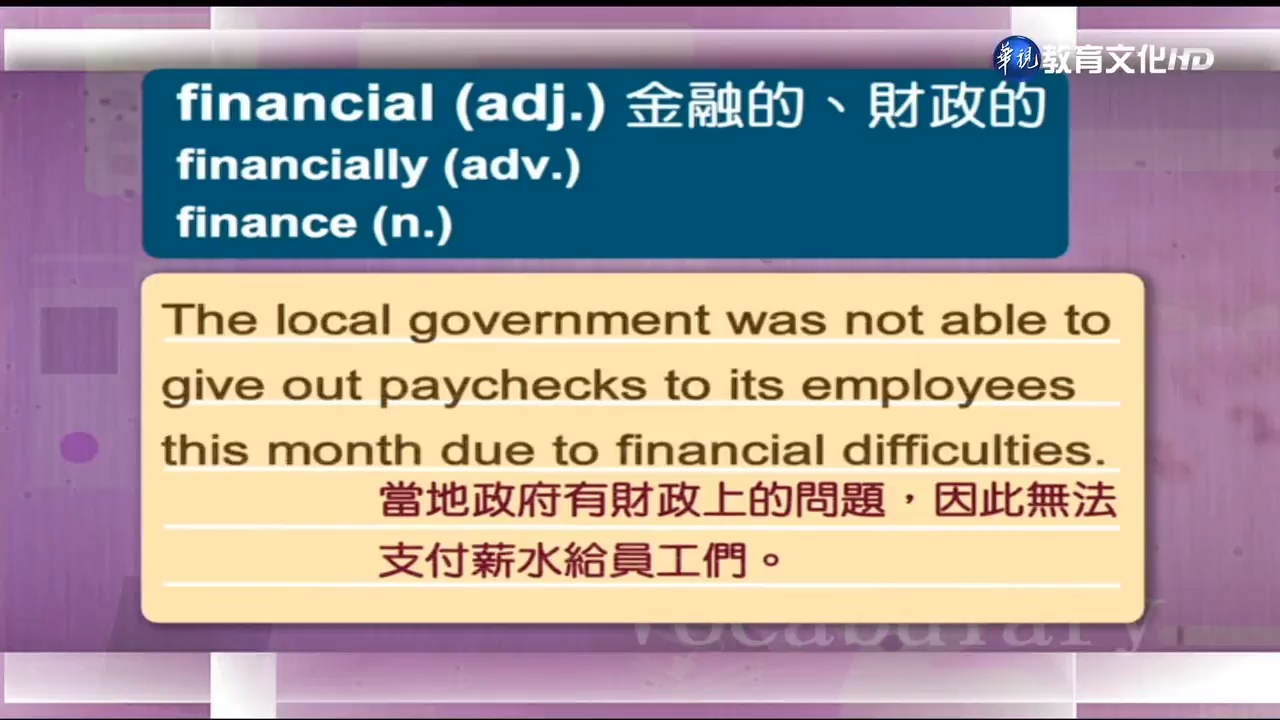 華視教育文化HD
financial (adj.) 金融的、財政的
financially (adv.)
finance (n.)
The local government was not able to
give out paychecks to its employees
this month due to financial difficulties.
當地政府有財政上的問題，因此無法
支付薪水給員工們。
Vocabulary